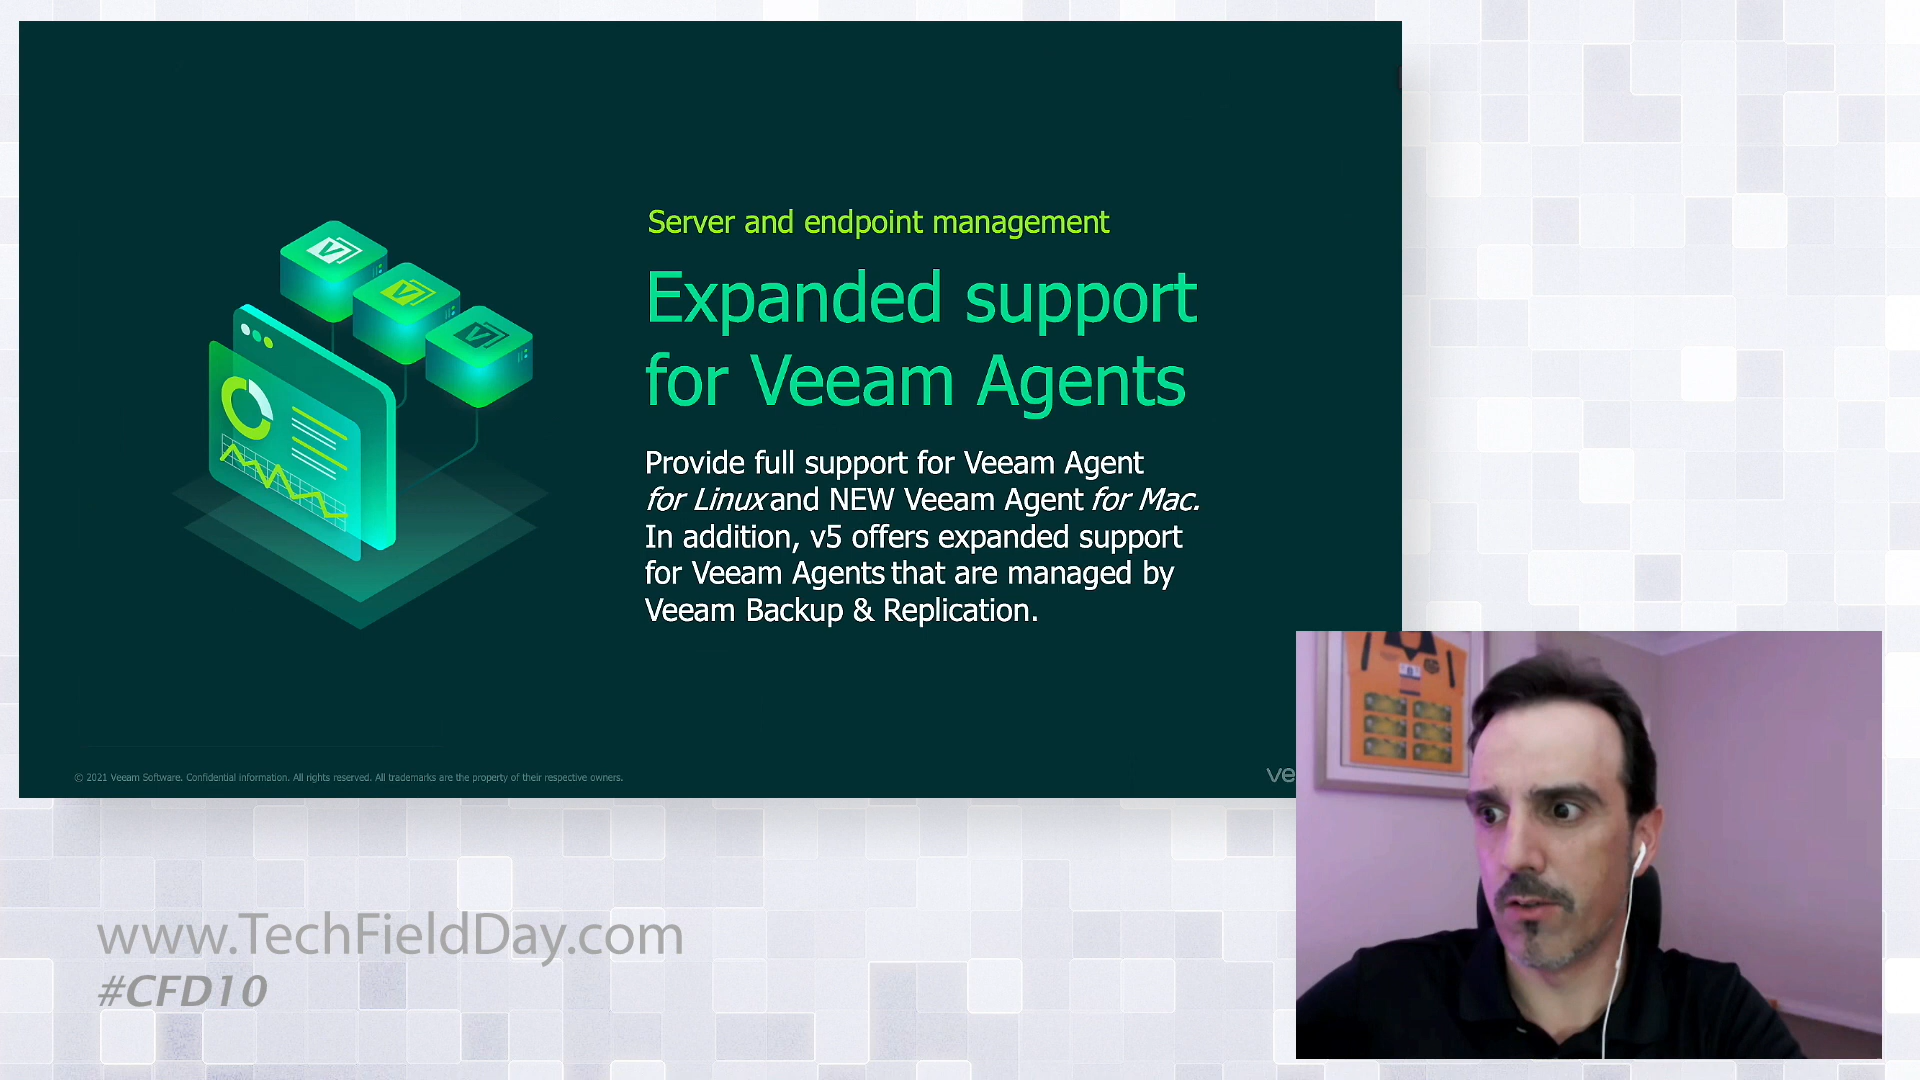 Server and endpoint management
Expanded support
for Veeam Agents
Provide full support for Veeam Agent
for Linux and NEW Veeam Agent for Mac.
In addition, v5 offers expanded support
for Veeam Agents that are managed by
Veeam Backup & Replication.
© 2021 Veeam Software. Confidential information. All rights reserved. All trademarks are the property of their respective owners.
ve
www.TechFieldDay.com
#CFD10